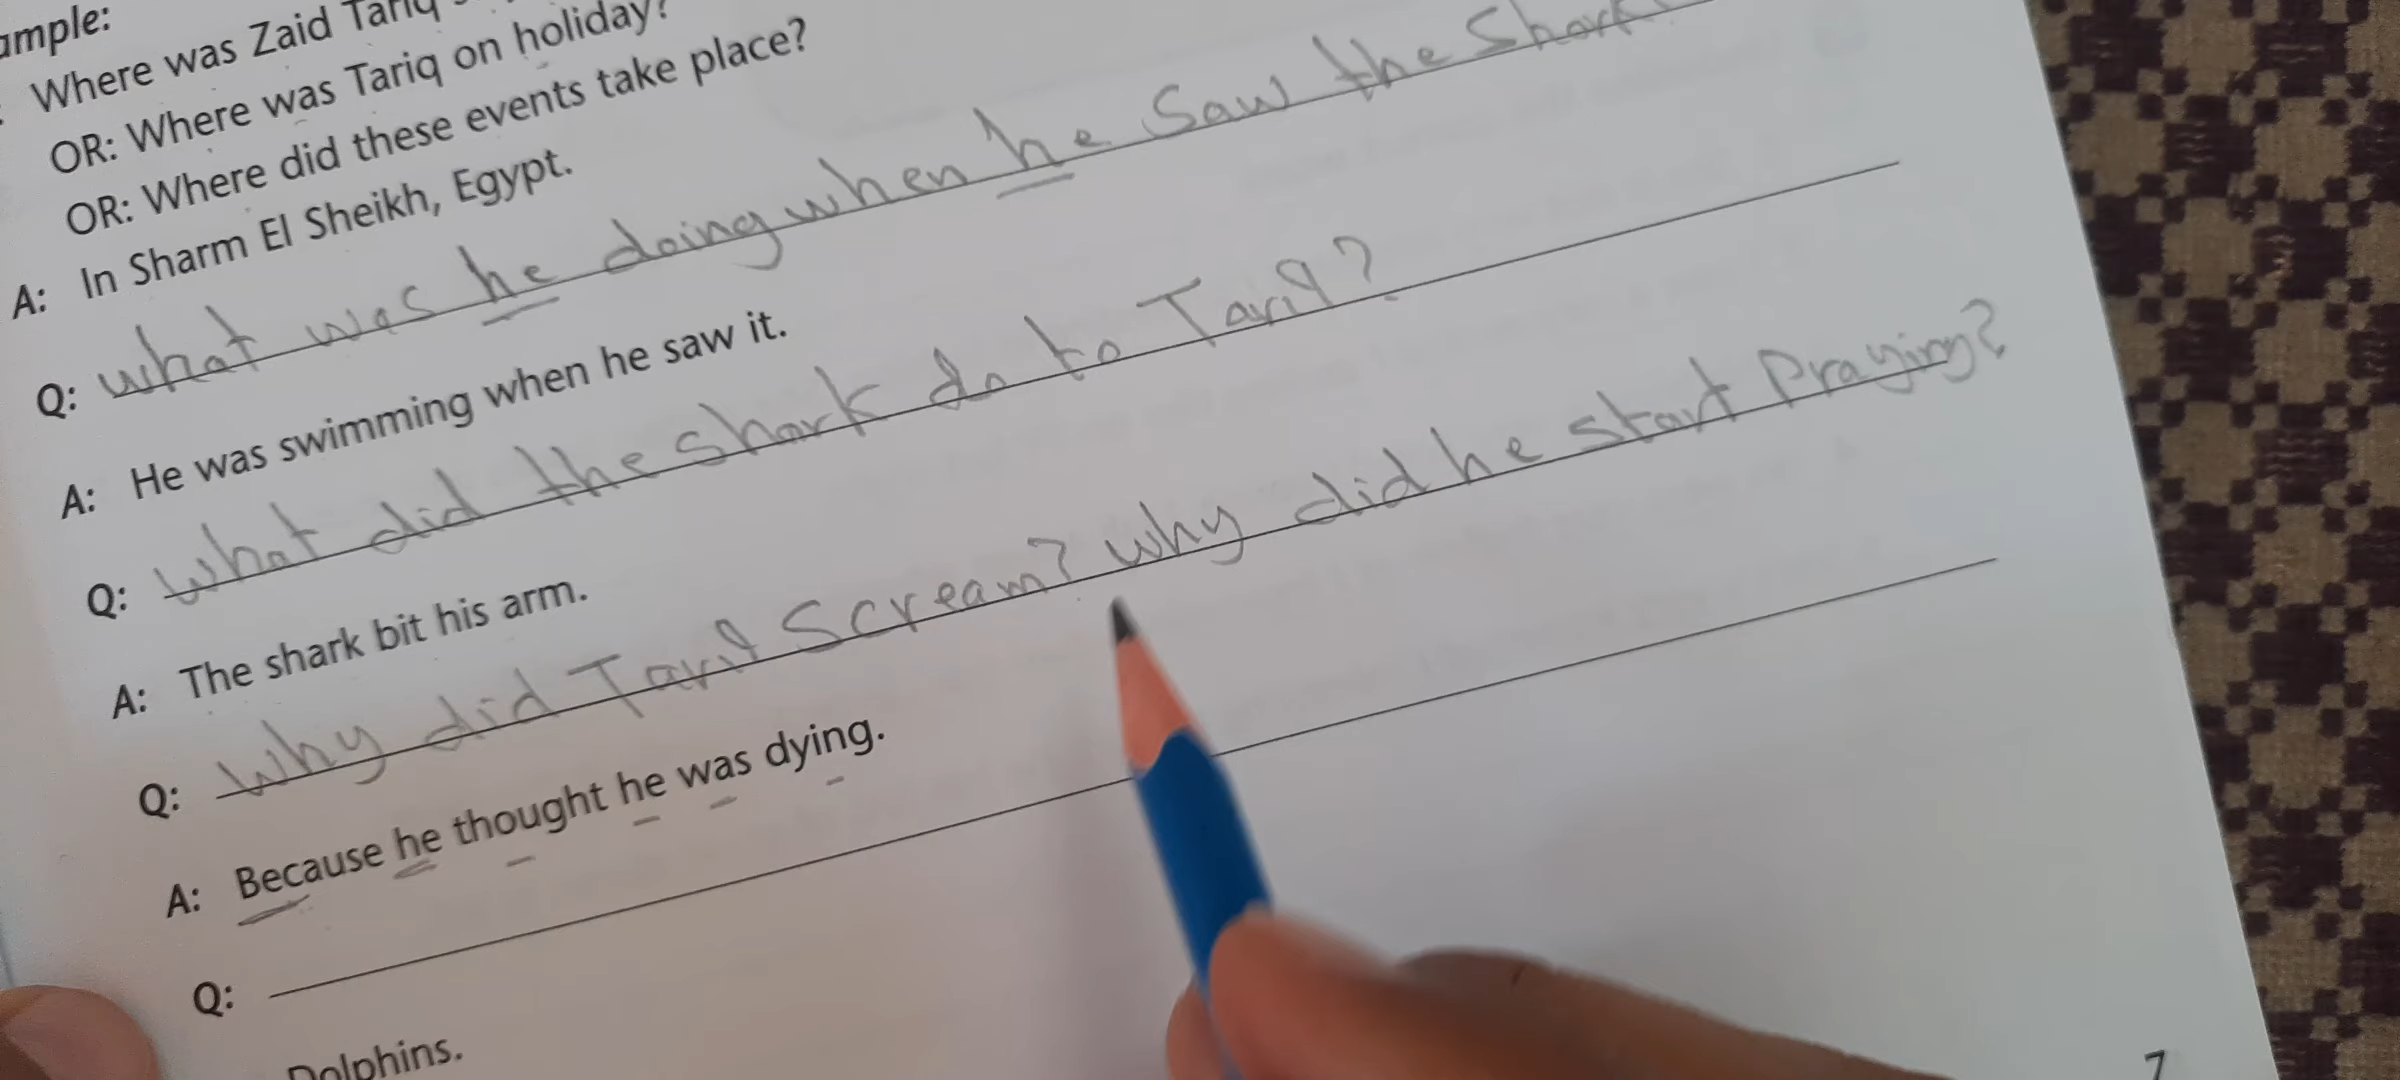 ample:
Where was Zaid Tariq
OR: Where was Tariq on holiday?
OR: Where did these events take place?
A: In Sharm El Sheikh, Egypt.
Q: what was he doing when he saw the Shark
A: He was swimming when he saw it.
Q: what did the shark do to Tariq?
A: The shark bit his arm.
Q: Why did Tariq Scream? why did he start Praying?
A: Because he thought he was dying.
Q:
Dolphins.
7